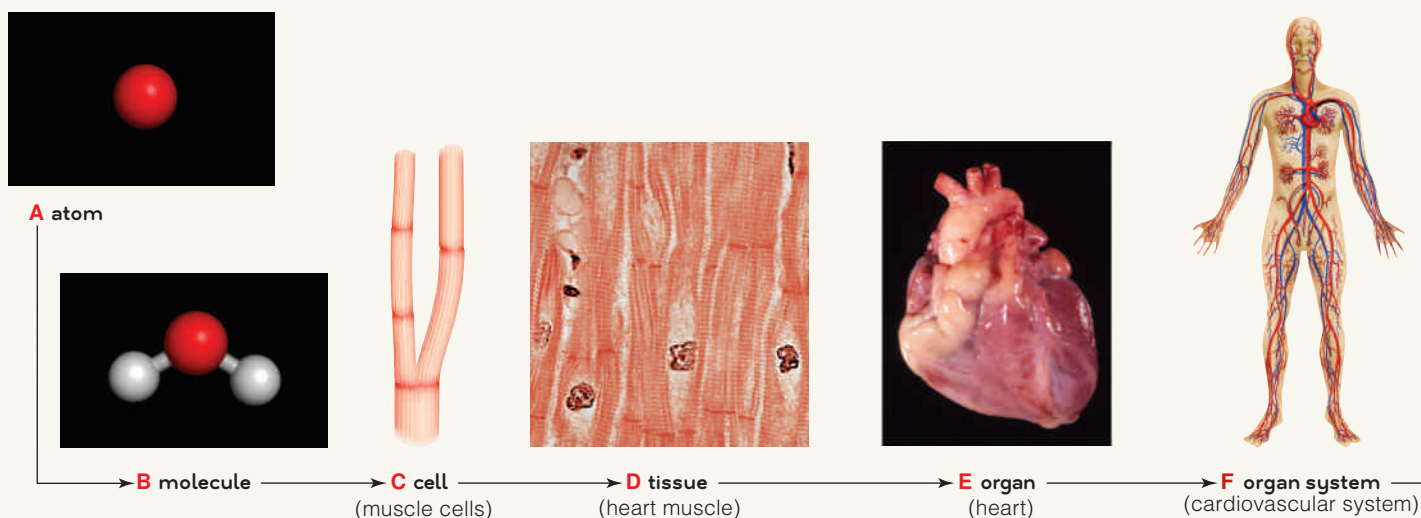 A atom
B molecule
C cell
(muscle cells)
D tissue
(heart muscle)
E organ
(heart)
F organ system
(cardiovascular system)